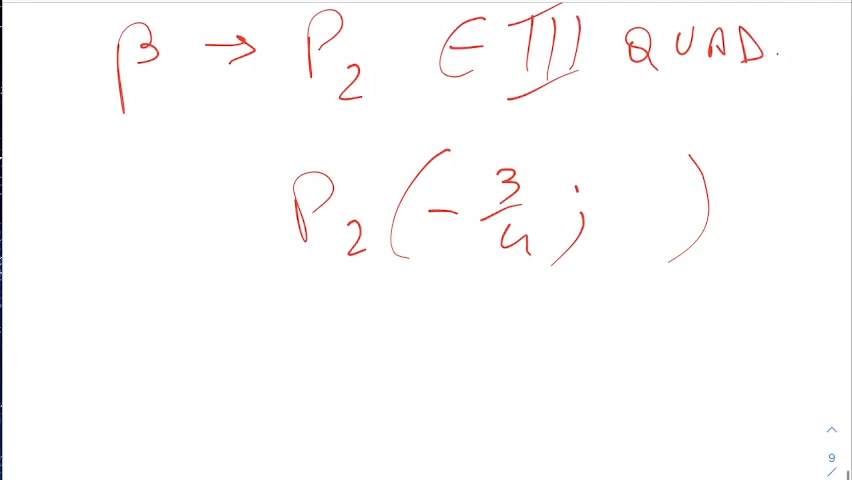 β → P₂ ∈ III QUAD.
P₂ (- 3/4 ; )
9